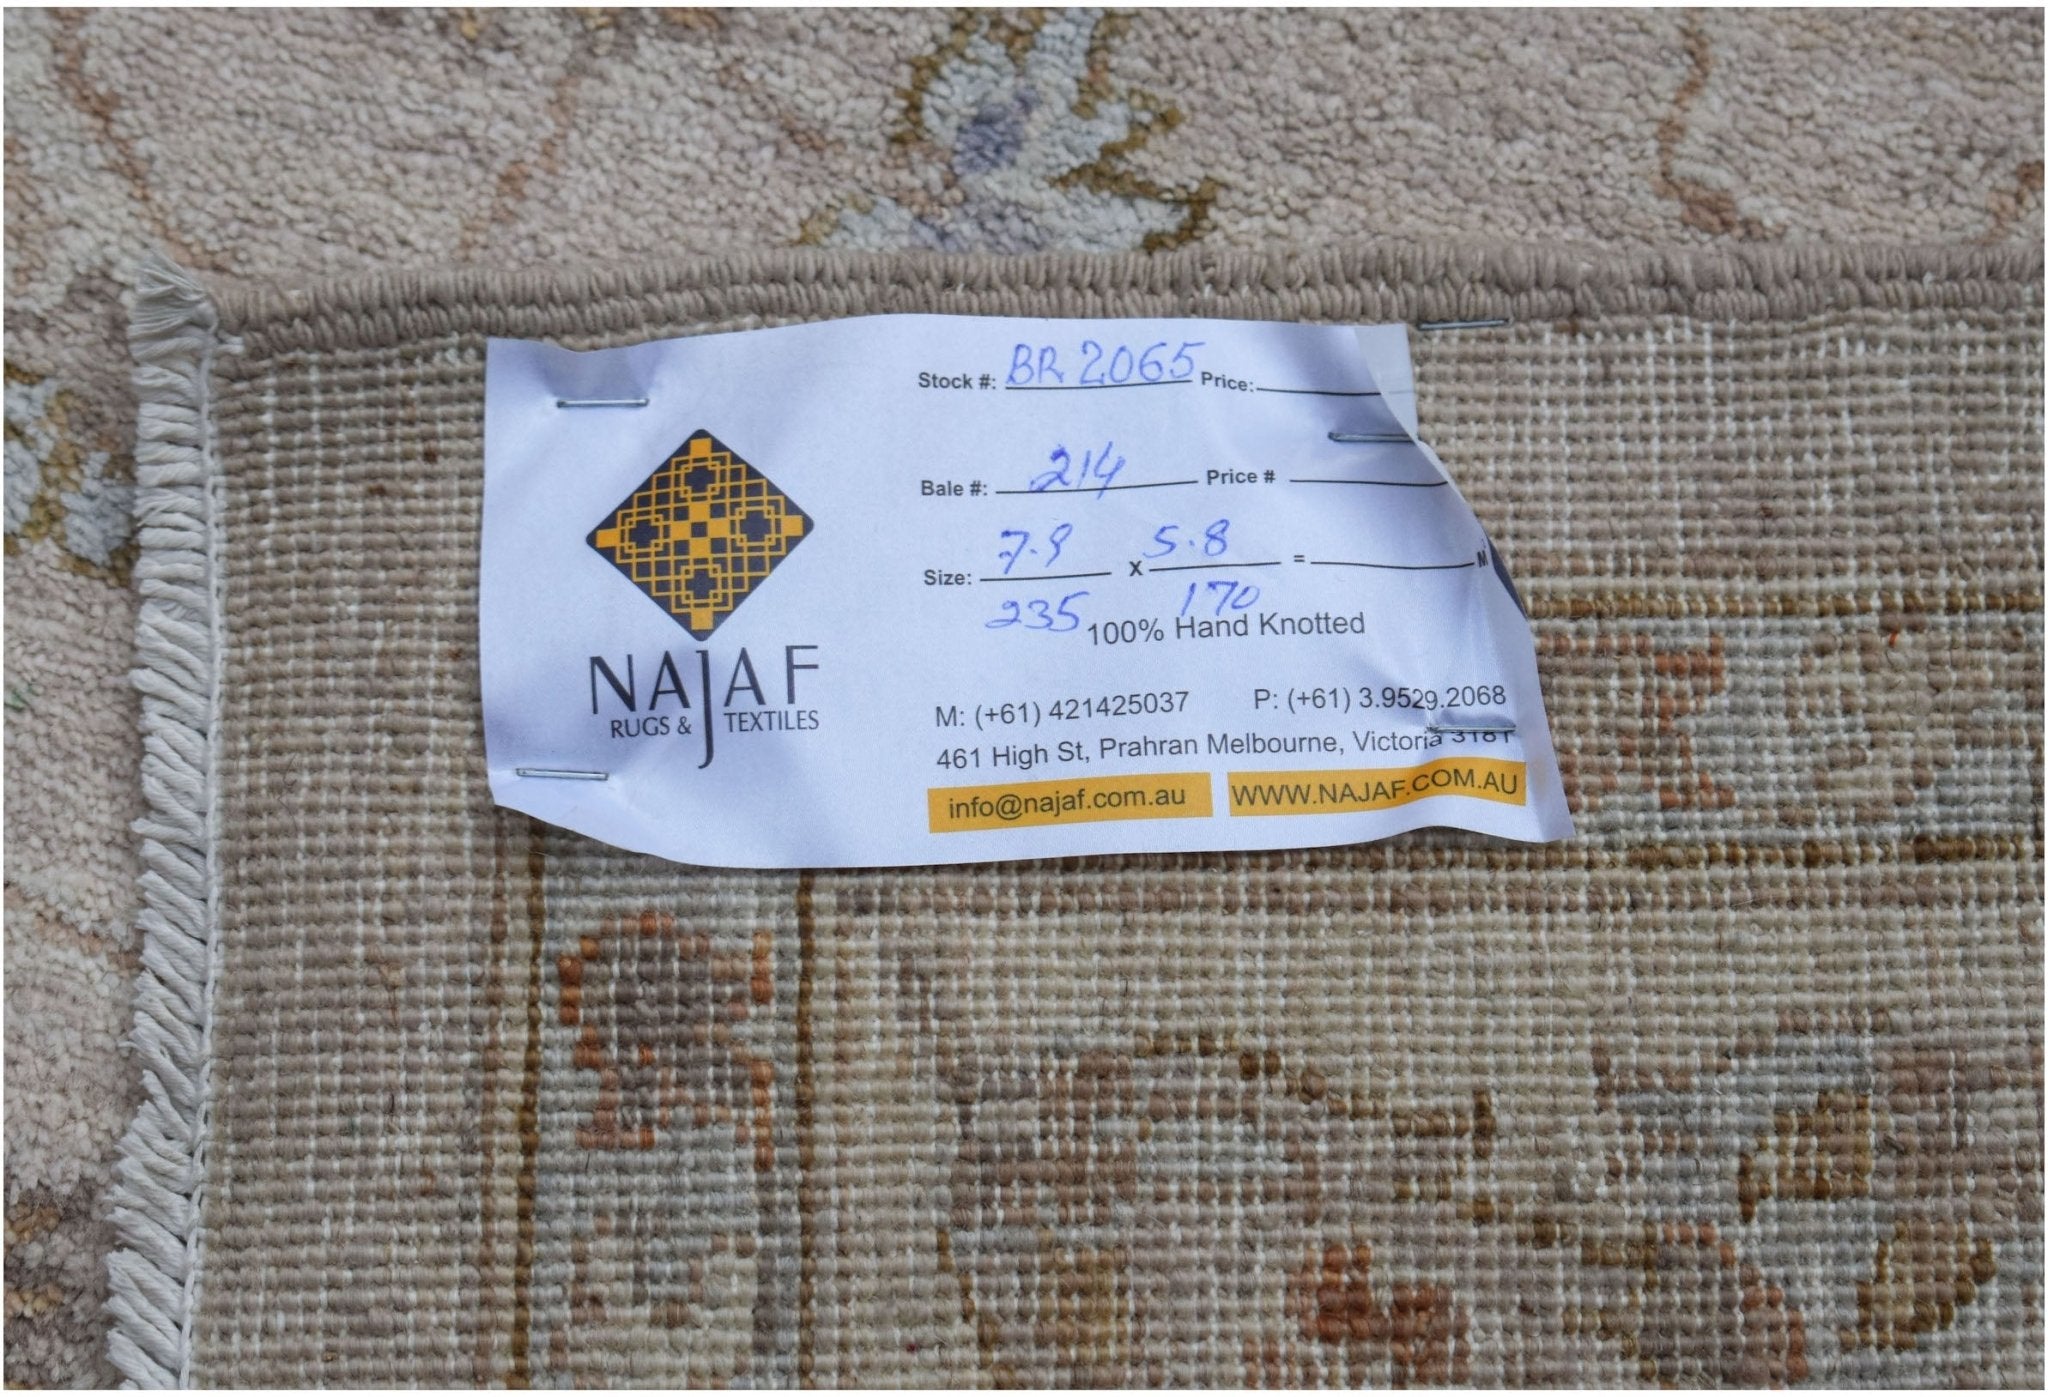 NAJAF
RUGS & TEXTILES
Stock #: BR 2065 Price:
Bale #: 214 Price #
Size: 7.9 x 5.8 = M
235 170
100% Hand Knotted
M: (+61) 421425037 P: (+61) 3.9529.2068
461 High St, Prahran Melbourne, Victoria 3181
info@najaf.com.au WWW.NAJAF.COM.AU